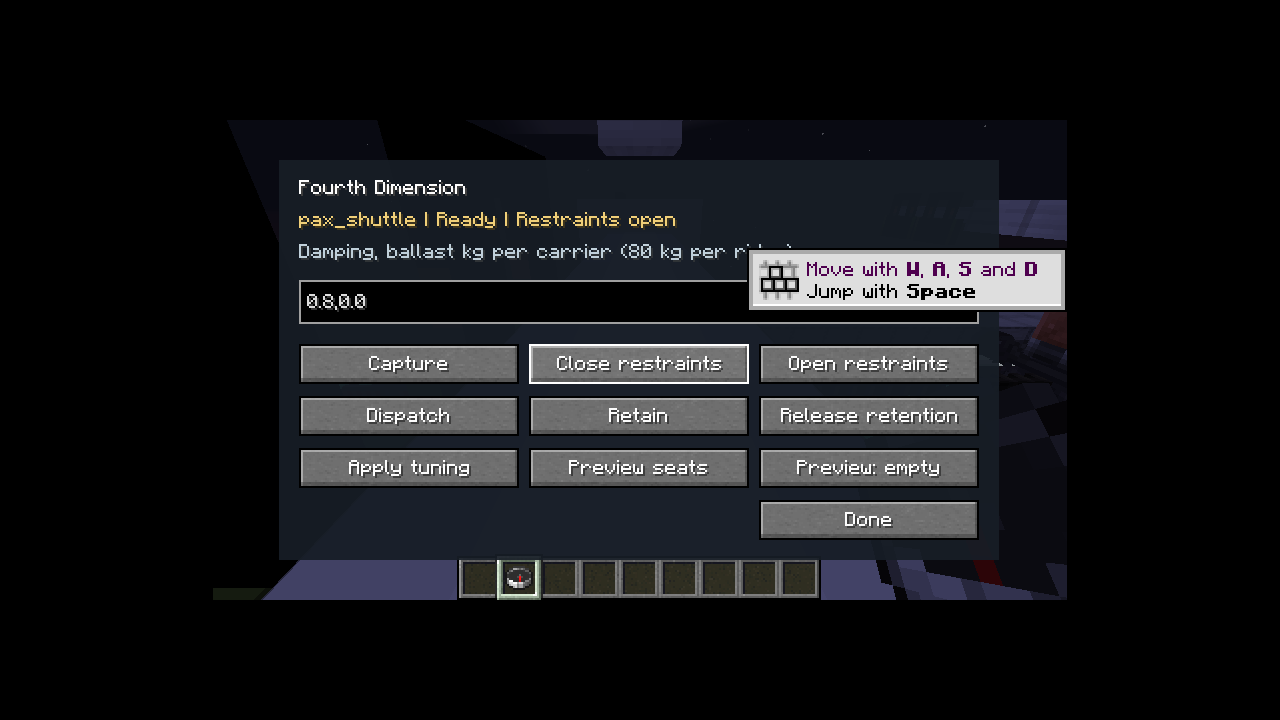 Fourth Dimension
pax_shuttle | Ready | Restraints open
Damping, ballast kg per carrier (80 kg per
Move with W, A, S and D
Jump with Space
0.8,0.0
Capture
Close restraints
Open restraints
Dispatch
Retain
Release retention
Apply tuning
Preview seats
Preview: empty
Done